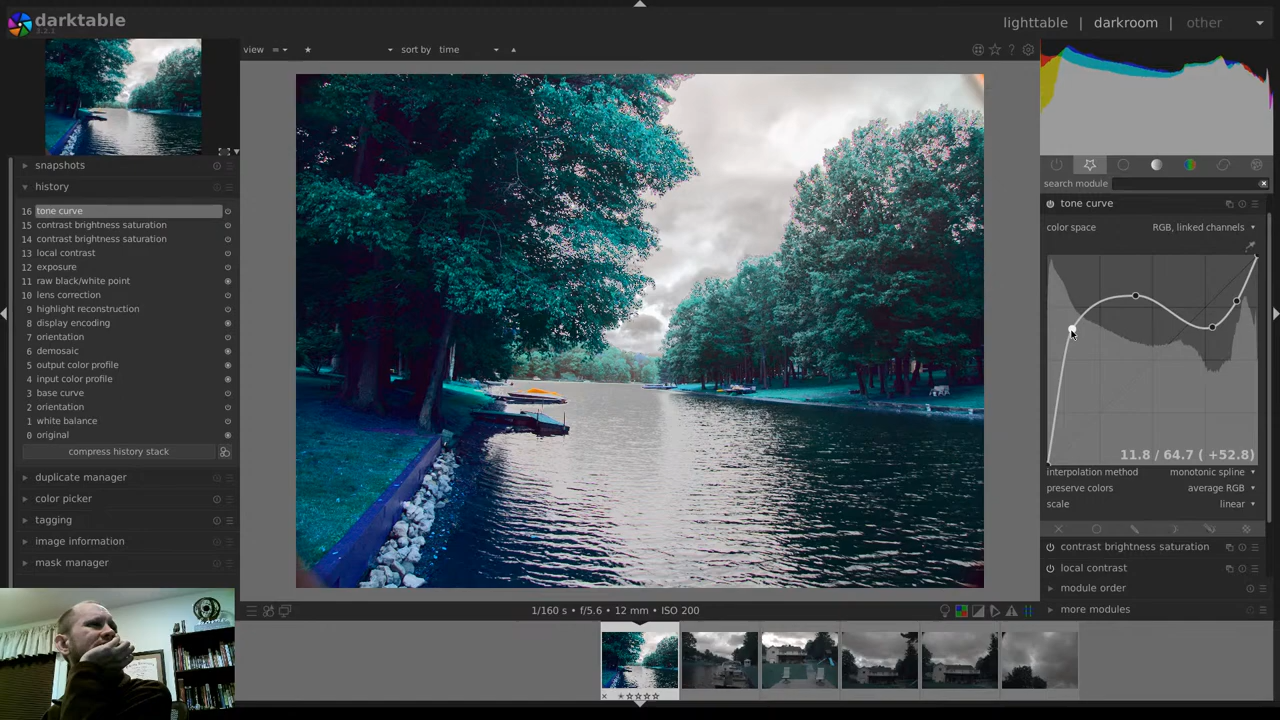 darktable
3.2.1
lighttable | darkroom | other
view
sort by time
snapshots
history
16 tone curve
15 contrast brightness saturation
14 contrast brightness saturation
13 local contrast
12 exposure
11 raw black/white point
10 lens correction
9 highlight reconstruction
8 display encoding
7 orientation
6 demosaic
5 output color profile
4 input color profile
3 base curve
2 orientation
1 white balance
0 original
compress history stack
duplicate manager
color picker
tagging
image information
mask manager
1/160 s • f/5.6 • 12 mm • ISO 200
search module
tone curve
color space RGB, linked channels
11.8 / 64.7 ( +52.8)
interpolation method monotonic spline
preserve colors average RGB
scale linear
contrast brightness saturation
local contrast
module order
more modules